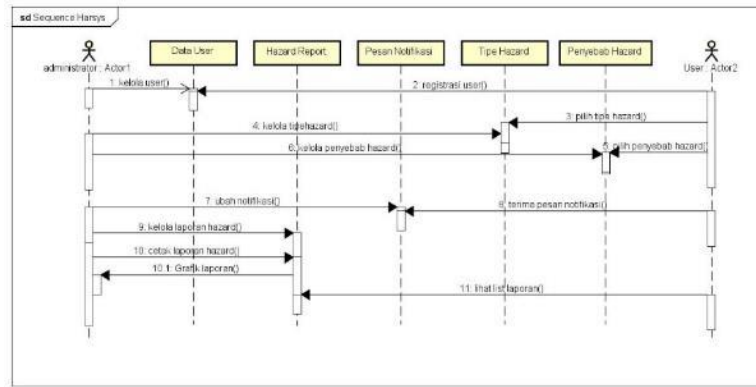 sd Sequence Harsys
administrator : Actor1
Data User
Hazard Report
Pesan Notifikasi
Tipe Hazard
Penyebab Hazard
User : Actor2
1: kelola user()
2: registrasi user()
3: pilih tipe hazard()
4: kelola tipehazard()
5: pilih penyebab hazard()
6: kelola penyebab hazard()
7: ubah notifikasi()
8: terima pesan notifikasi()
9: kelola laporan hazard()
10: cetak laporan hazard()
10.1: Grafik laporan()
11: lihat list laporan()